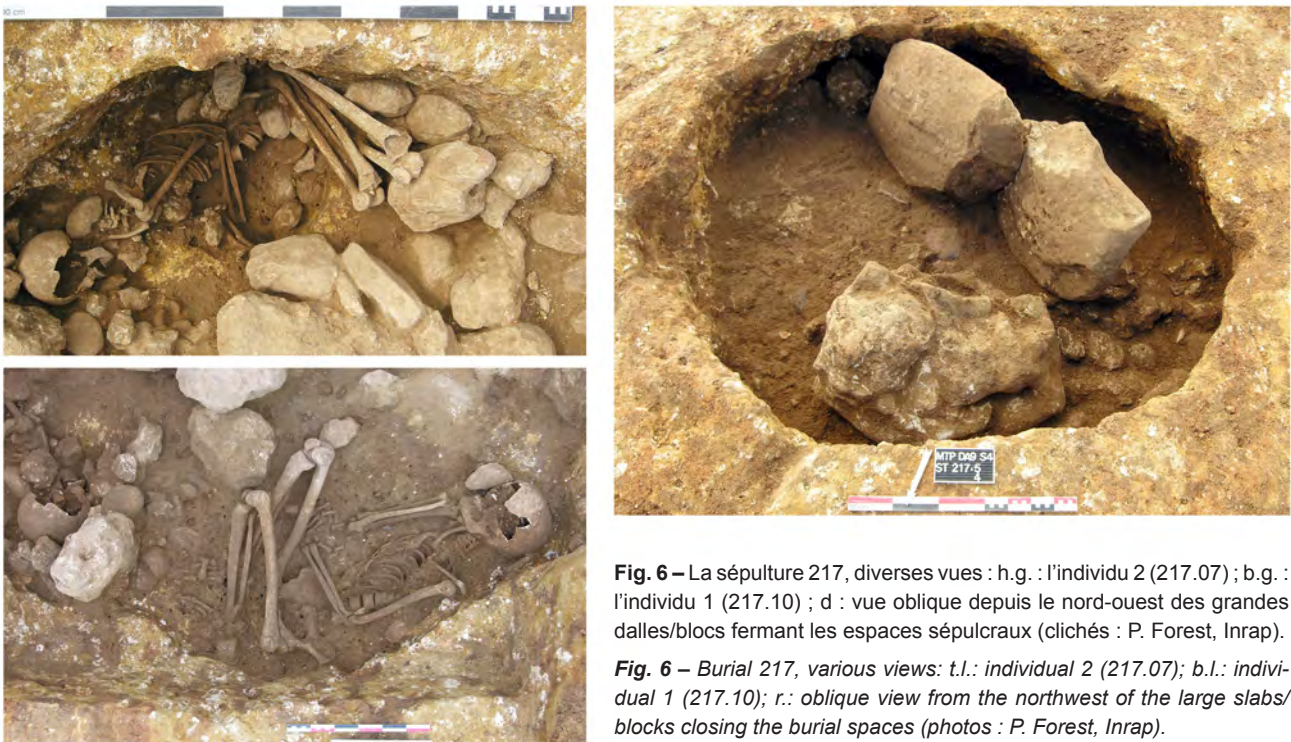 00 cm
MTP DA9 S4
ST 217.5
4
Fig. 6 – La sépulture 217, diverses vues : h.g. : l'individu 2 (217.07) ; b.g. :
l'individu 1 (217.10) ; d : vue oblique depuis le nord-ouest des grandes
dalles/blocs fermant les espaces sépulcraux (clichés : P. Forest, Inrap).
Fig. 6 – Burial 217, various views: t.l.: individual 2 (217.07); b.l.: indivi-
dual 1 (217.10); r.: oblique view from the northwest of the large slabs/
blocks closing the burial spaces (photos : P. Forest, Inrap).